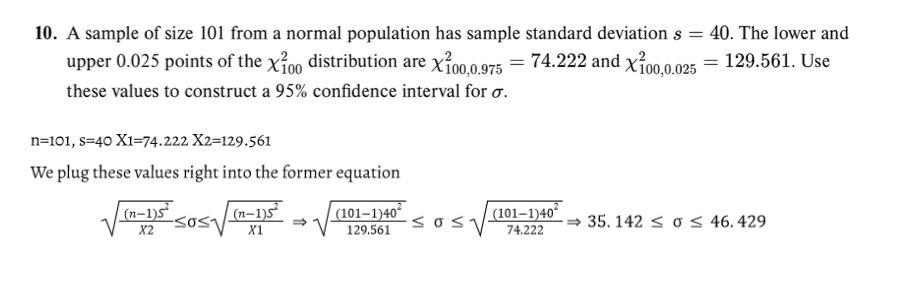 10. A sample of size 101 from a normal population has sample standard deviation s = 40. The lower and
upper 0.025 points of the χ²₁₀₀ distribution are χ²₁₀₀,₀.₉₇₅ = 74.222 and χ²₁₀₀,₀.₀₂₅ = 129.561. Use
these values to construct a 95% confidence interval for σ.
n=101, s=40 X1=74.222 X2=129.561
We plug these values right into the former equation
√((n−1)S²/X2) ≤σ≤ √((n−1)S²/X1) ⇒ √((101−1)40²/129.561) ≤ σ ≤ √((101−1)40²/74.222) ⇒ 35.142 ≤ σ ≤ 46.429